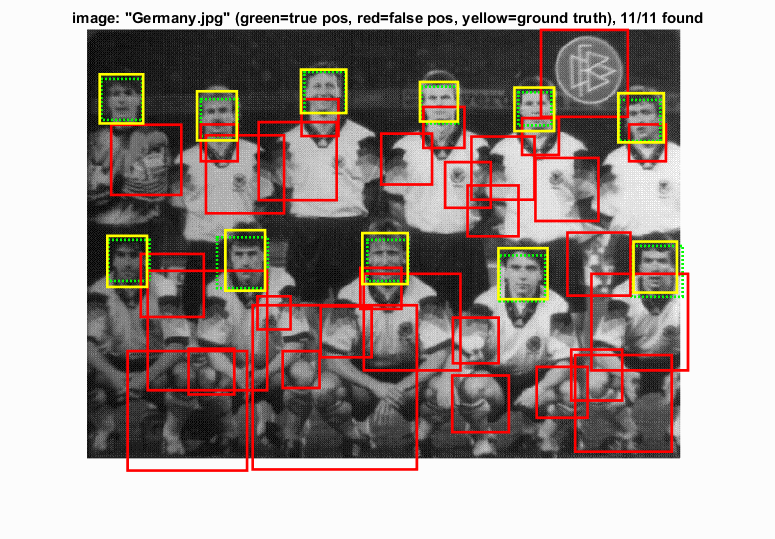 image: "Germany.jpg" (green=true pos, red=false pos, yellow=ground truth), 11/11 found